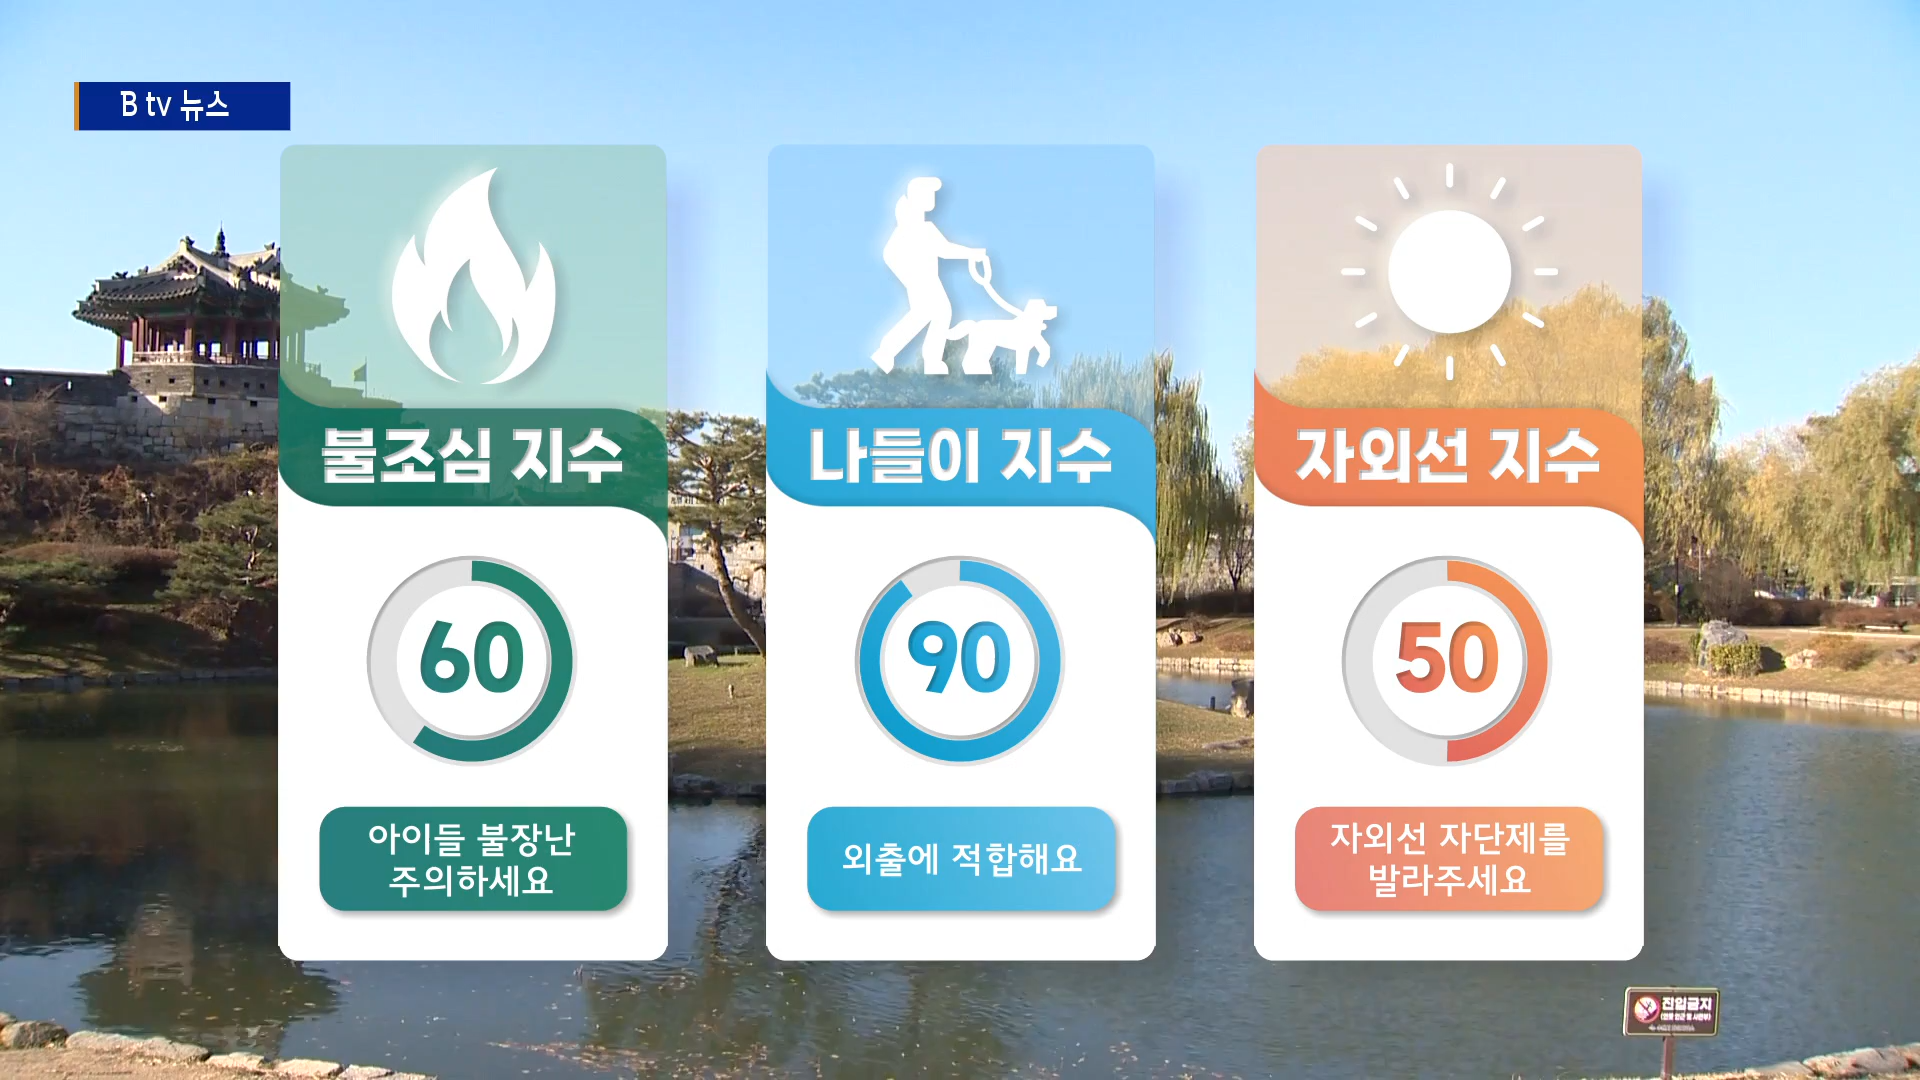 B tv 뉴스
불조심 지수
나들이 지수
자외선 지수
60
90
50
아이들 불장난
주의하세요
외출에 적합해요
자외선 자단제를
발라주세요
진입금지